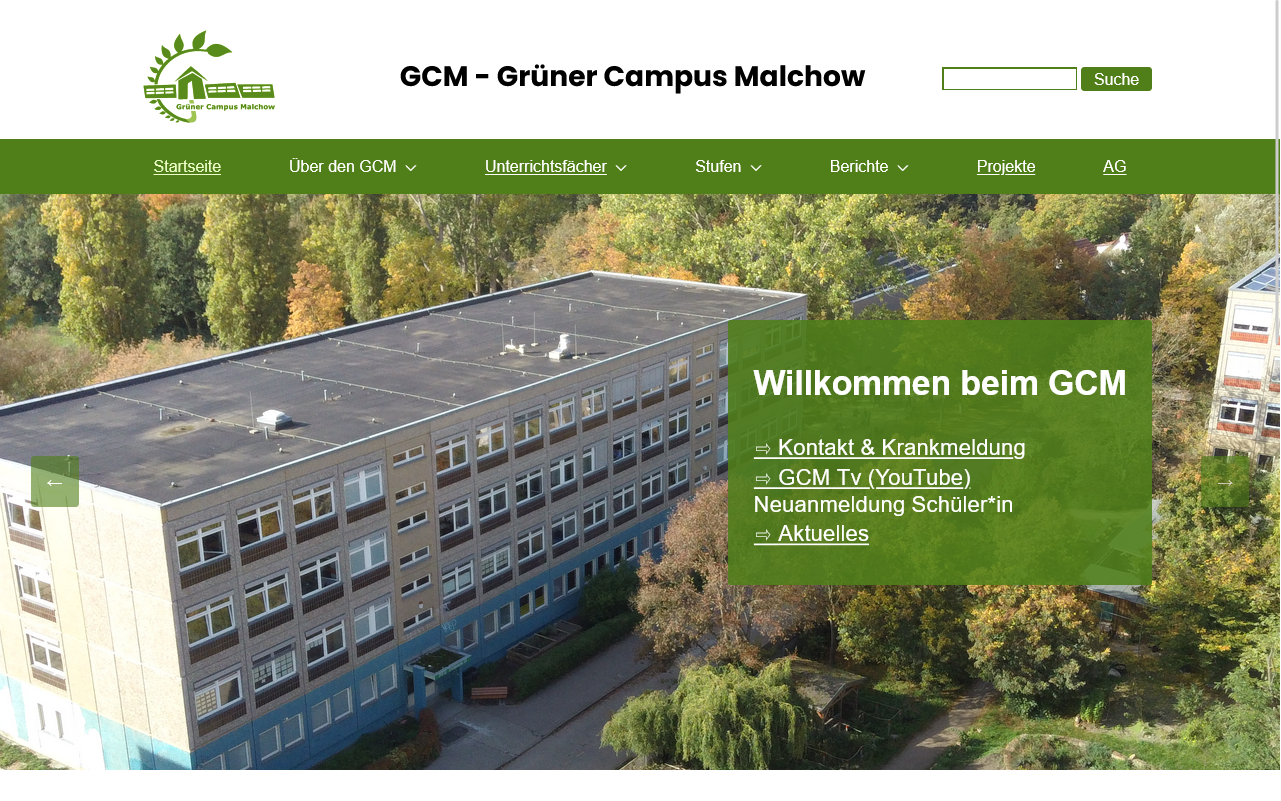 Grüner Campus Malchow
GCM - Grüner Campus Malchow
Suche
Startseite
Über den GCM
Unterrichtsfächer
Stufen
Berichte
Projekte
AG
Willkommen beim GCM
⇨ Kontakt & Krankmeldung
⇨ GCM Tv (YouTube)
Neuanmeldung Schüler*in
⇨ Aktuelles
←
→